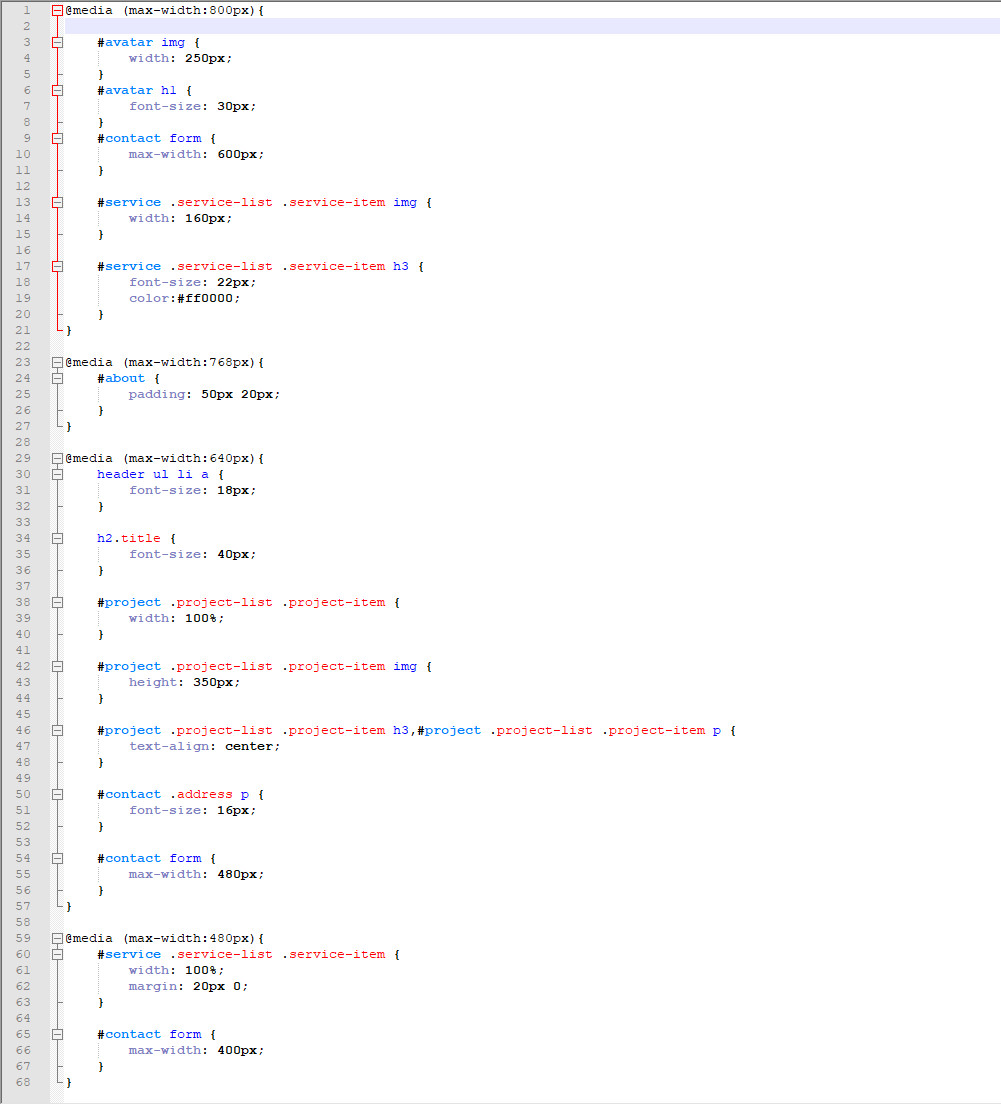 1 @media (max-width:800px){
2
3     #avatar img {
4         width: 250px;
5     }
6     #avatar h1 {
7         font-size: 30px;
8     }
9     #contact form {
10         max-width: 600px;
11     }
12
13     #service .service-list .service-item img {
14         width: 160px;
15     }
16
17     #service .service-list .service-item h3 {
18         font-size: 22px;
19         color:#ff0000;
20     }
21 }
22
23 @media (max-width:768px){
24     #about {
25         padding: 50px 20px;
26     }
27 }
28
29 @media (max-width:640px){
30     header ul li a {
31         font-size: 18px;
32     }
33
34     h2.title {
35         font-size: 40px;
36     }
37
38     #project .project-list .project-item {
39         width: 100%;
40     }
41
42     #project .project-list .project-item img {
43         height: 350px;
44     }
45
46     #project .project-list .project-item h3,#project .project-list .project-item p {
47         text-align: center;
48     }
49
50     #contact .address p {
51         font-size: 16px;
52     }
53
54     #contact form {
55         max-width: 480px;
56     }
57 }
58
59 @media (max-width:480px){
60     #service .service-list .service-item {
61         width: 100%;
62         margin: 20px 0;
63     }
64
65     #contact form {
66         max-width: 400px;
67     }
68 }